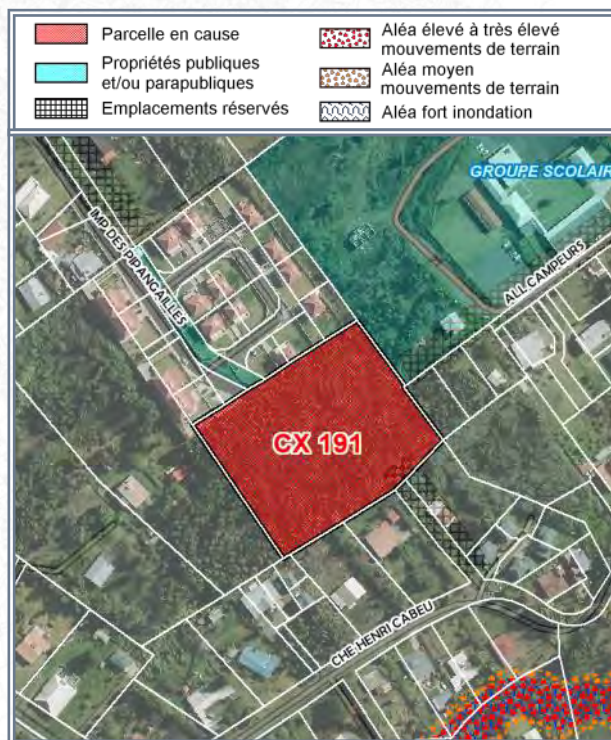 Parcelle en cause
Propriétés publiques
et/ou parapubliques
Emplacements réservés
Aléa élevé à très élevé
mouvements de terrain
Aléa moyen
mouvements de terrain
Aléa fort inondation
GROUPE SCOLAIR
IMP DES PIPANGAILLES
ALL CAMPEURS
CX 191
CHE HENRI CABEU